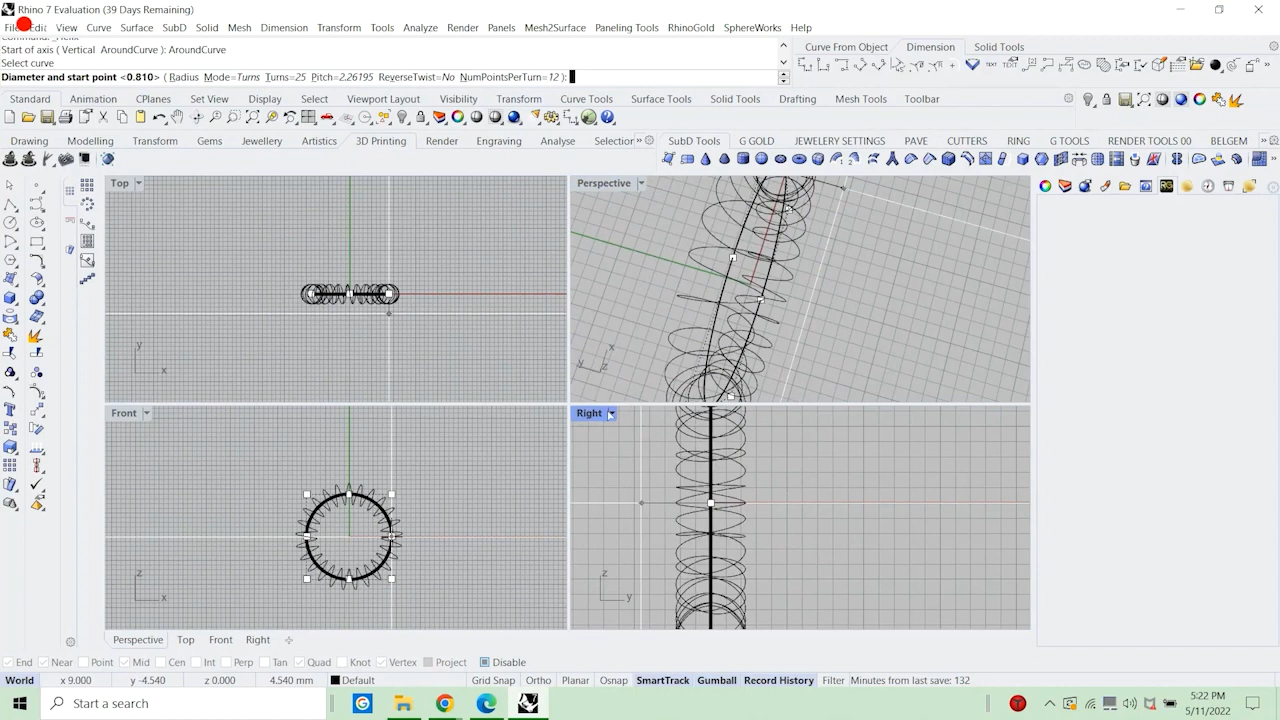 Rhino 7 Evaluation (39 Days Remaining)
File Edit View Curve Surface SubD Solid Mesh Dimension Transform Tools Analyze Render Panels Mesh2Surface Paneling Tools RhinoGold SphereWorks Help
Command: _Helix
Start of axis ( Vertical AroundCurve): AroundCurve
Select curve
Diameter and start point <0.810> ( Radius Mode=Turns Turns=25 Pitch=2.26195 ReverseTwist=No NumPointsPerTurn=12 ):
Curve From Object Dimension Solid Tools
Standard Animation CPlanes Set View Display Select Viewport Layout Visibility Transform Curve Tools Surface Tools Solid Tools Drafting Mesh Tools Toolbar
Drawing Modelling Transform Gems Jewellery Artistics 3D Printing Render Engraving Analyse Selection »
SubD Tools G GOLD JEWELERY SETTINGS PAVE CUTTERS RING G TOOLS RENDER TOOLS 00 BELGEM »
Top
Perspective
y
x
x
y
z
Front
Right
z
x
z
y
Perspective Top Front Right
End Near Point Mid Cen Int Perp Tan Quad Knot Vertex Project Disable
World x 9.000 y -4.540 z 0.000 4.540 mm Default Grid Snap Ortho Planar Osnap SmartTrack Gumball Record History Filter Minutes from last save: 132
Search
5:22 PM
5/11/2022